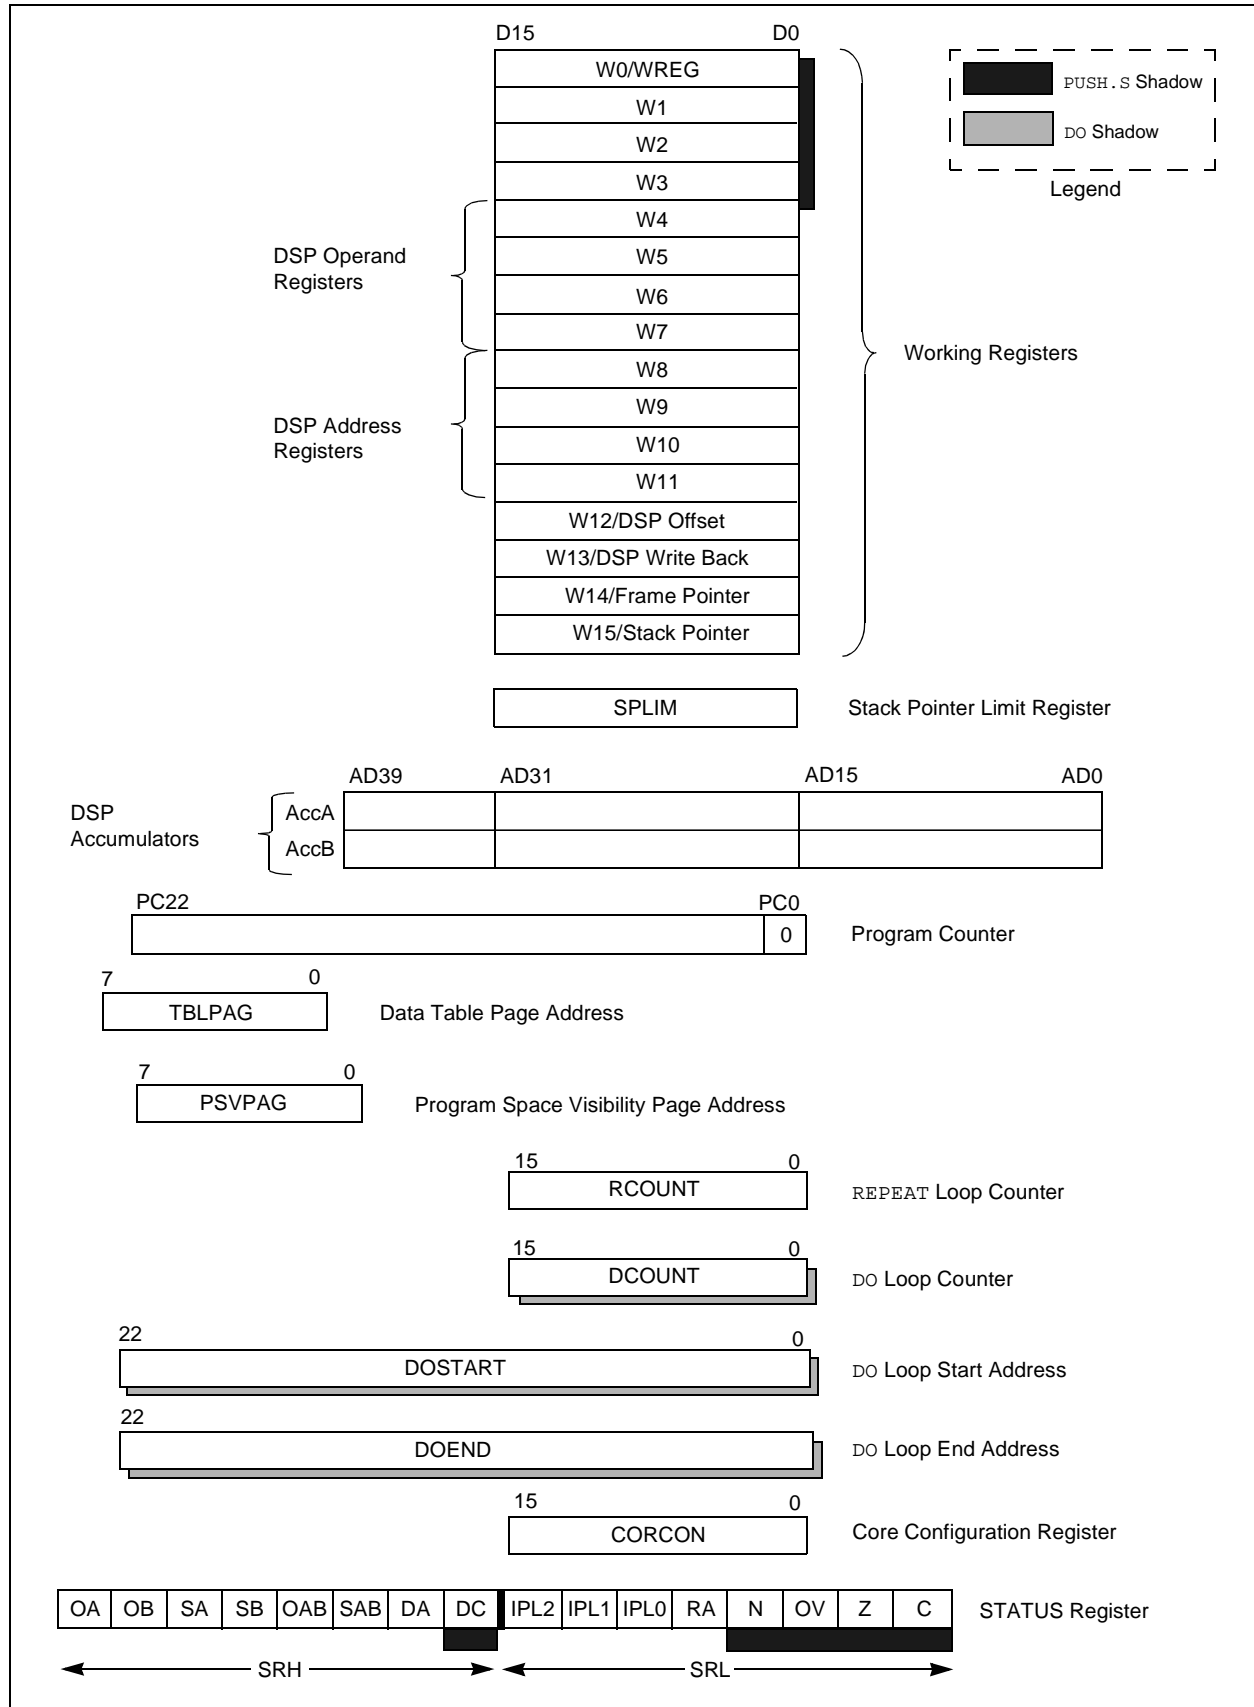 D15 D0
W0/WREG
W1
W2
W3
W4
W5
W6
W7
W8
W9
W10
W11
W12/DSP Offset
W13/DSP Write Back
W14/Frame Pointer
W15/Stack Pointer
PUSH.S Shadow
DO Shadow
Legend
DSP Operand
Registers
DSP Address
Registers
Working Registers
SPLIM Stack Pointer Limit Register
AD39 AD31 AD15 AD0
DSP
Accumulators
AccA
AccB
PC22 PC0
0 Program Counter
7 0
TBLPAG Data Table Page Address
7 0
PSVPAG Program Space Visibility Page Address
15 0
RCOUNT REPEAT Loop Counter
15 0
DCOUNT DO Loop Counter
22 0
DOSTART DO Loop Start Address
22
DOEND DO Loop End Address
15 0
CORCON Core Configuration Register
OA OB SA SB OAB SAB DA DC IPL2 IPL1 IPL0 RA N OV Z C STATUS Register
SRH SRL